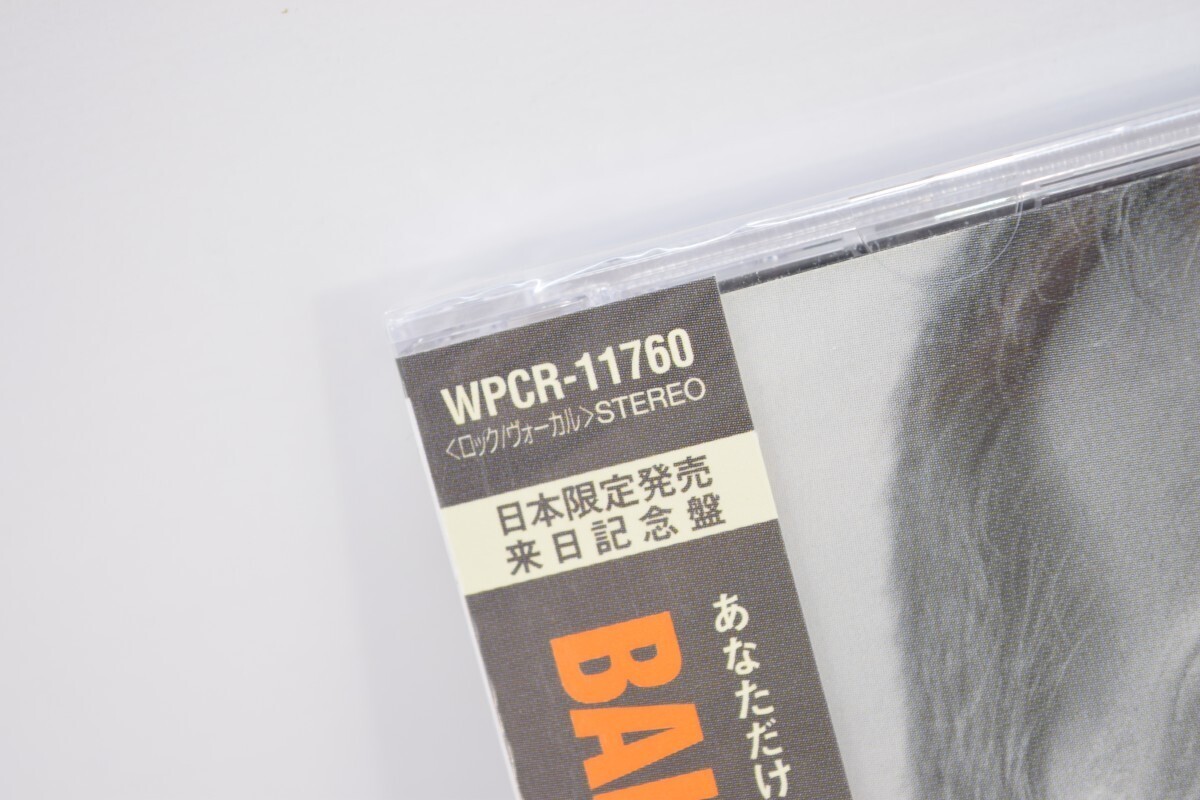 WPCR-11760
<ロック/ヴォーカル>STEREO
日本限定発売
来日記念盤
あなただけ
BA